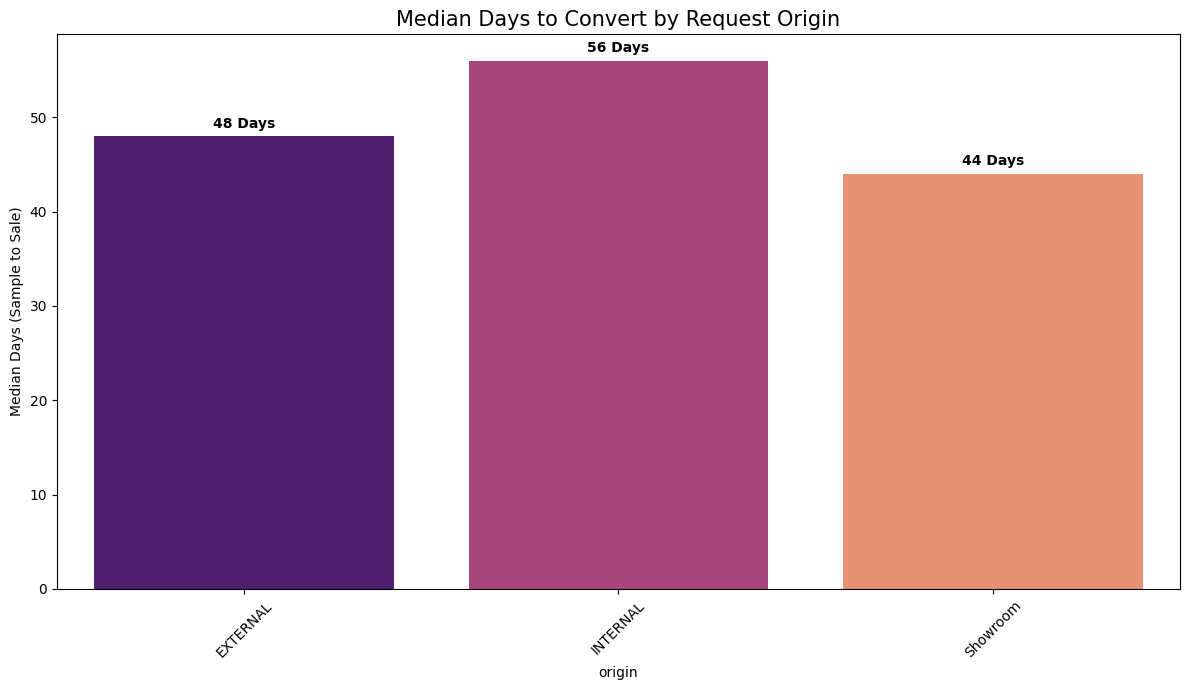 Median Days to Convert by Request Origin
Median Days (Sample to Sale)
50
40
30
20
10
0
48 Days
56 Days
44 Days
EXTERNAL
INTERNAL
Showroom
origin